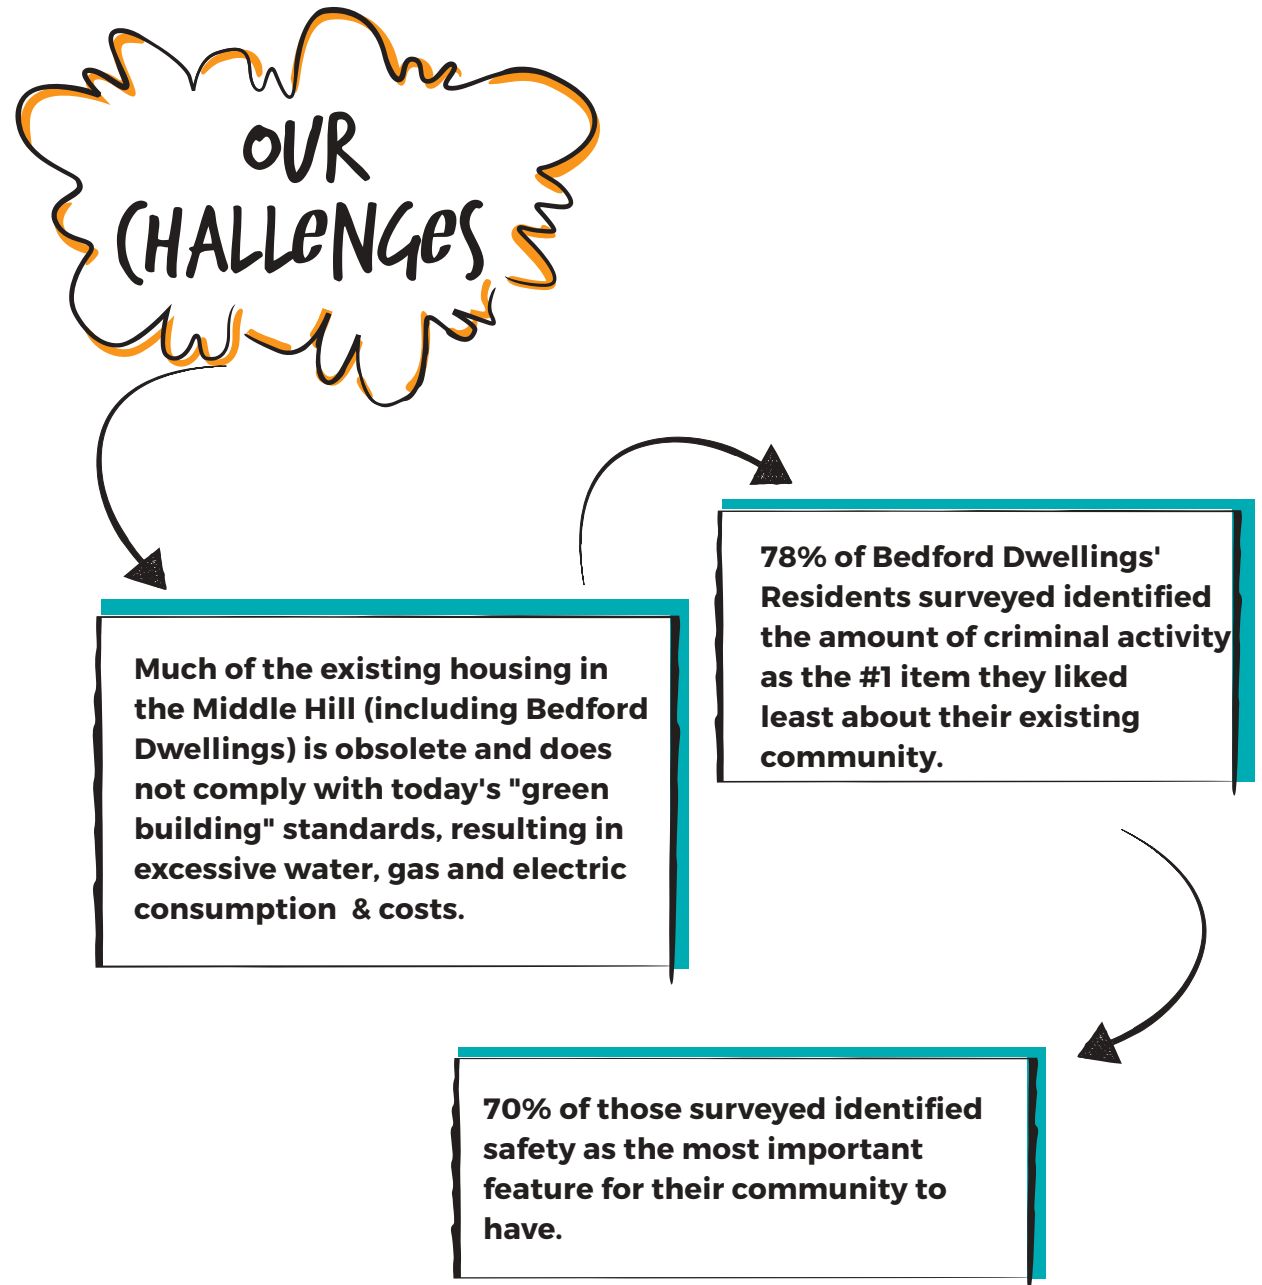 OUR
CHALLENGES
Much of the existing housing in
the Middle Hill (including Bedford
Dwellings) is obsolete and does
not comply with today's "green
building" standards, resulting in
excessive water, gas and electric
consumption  & costs.
78% of Bedford Dwellings'
Residents surveyed identified
the amount of criminal activity
as the #1 item they liked
least about their existing
community.
70% of those surveyed identified
safety as the most important
feature for their community to
have.